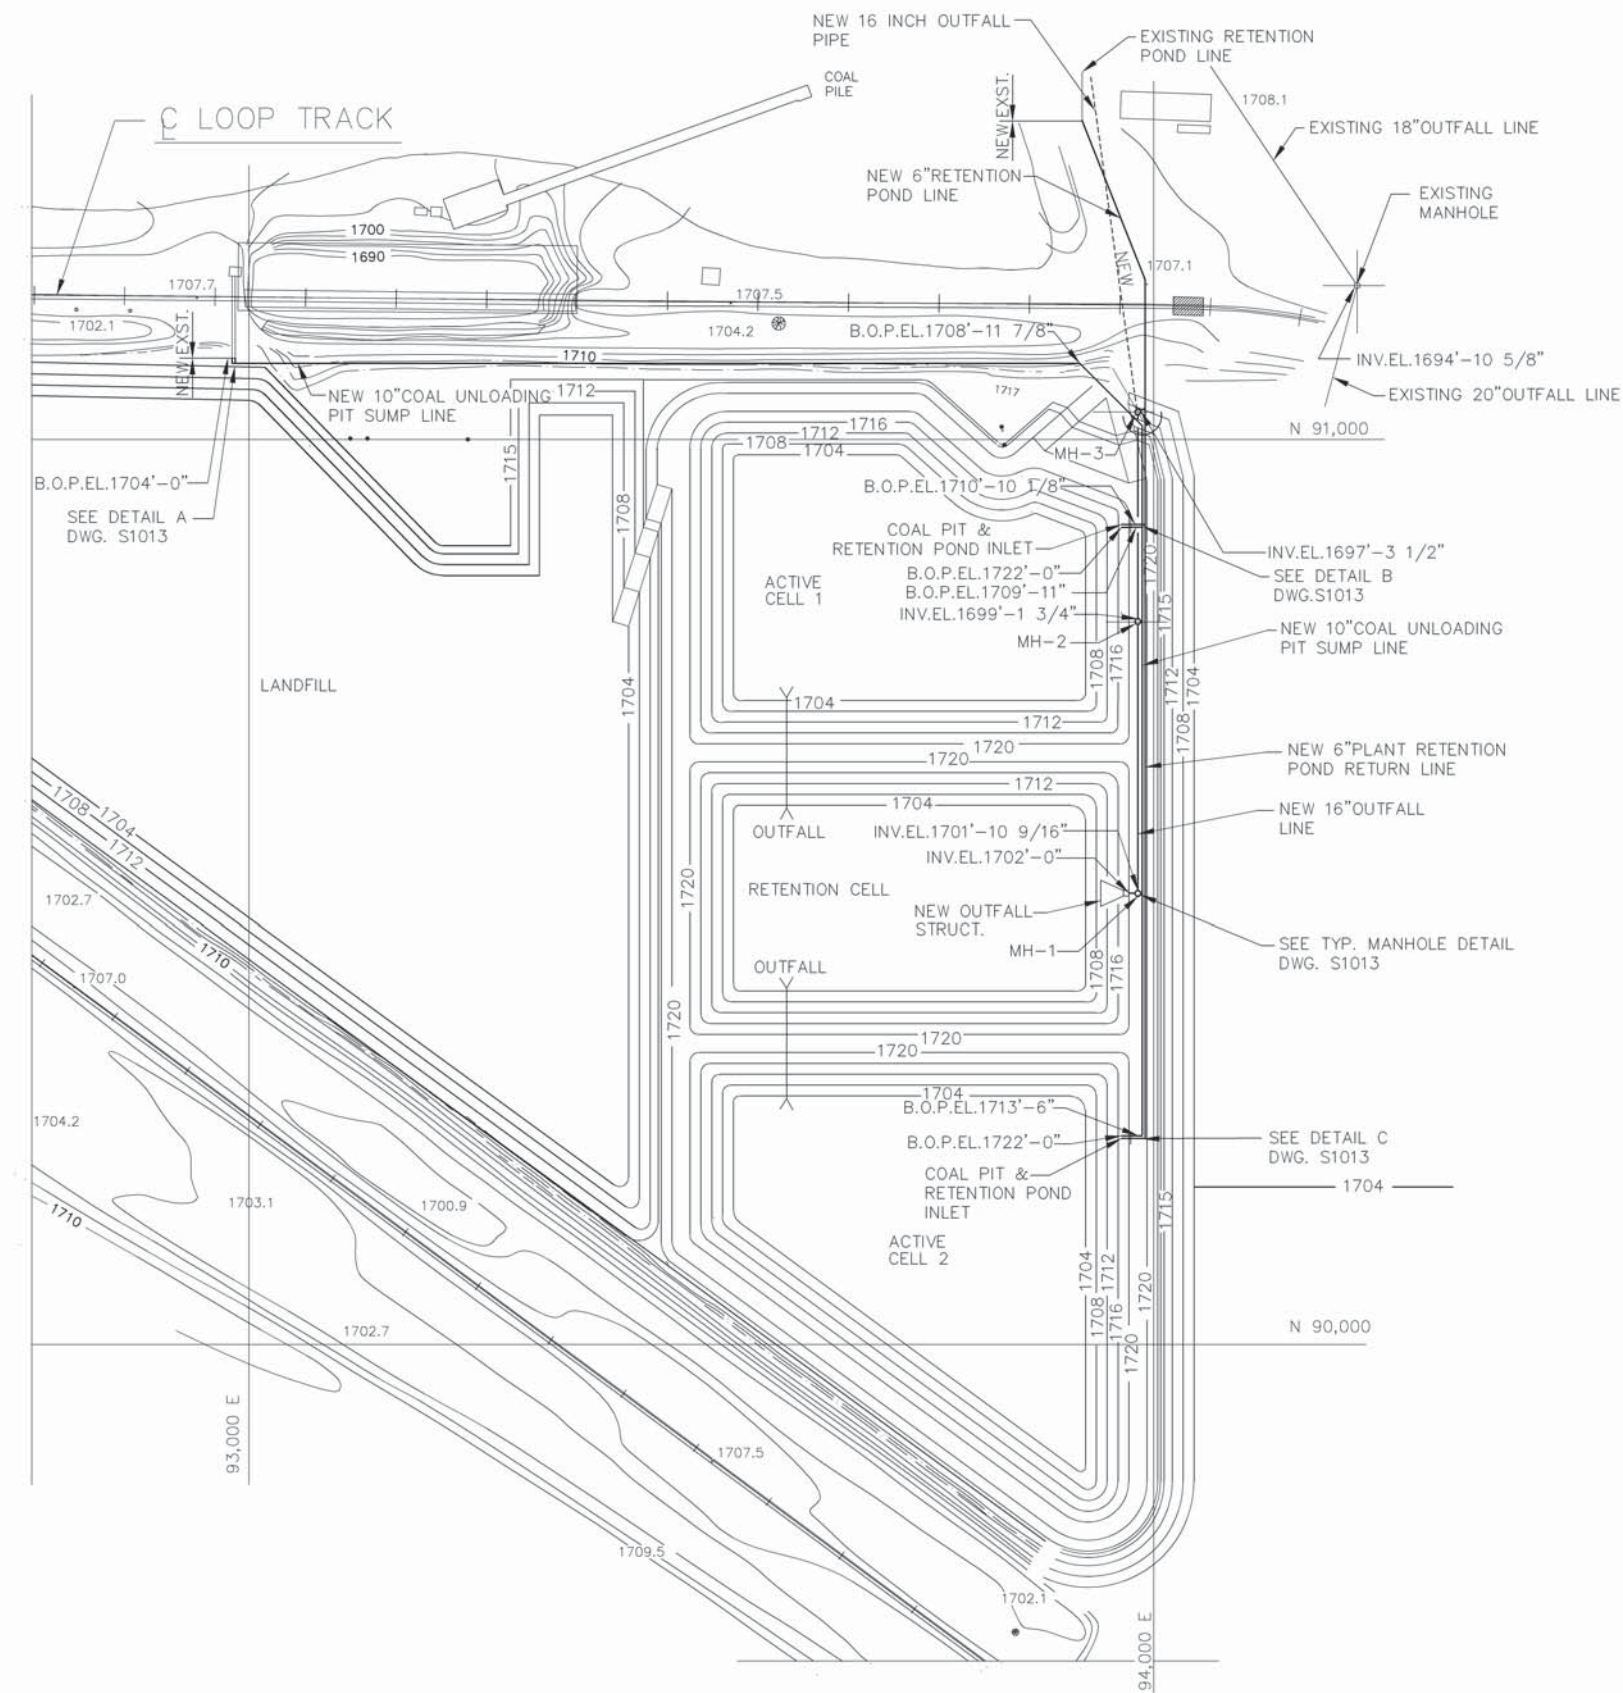 NEW 16 INCH OUTFALL
PIPE
EXISTING RETENTION
POND LINE
COAL
PILE
NEW EXST.
1708.1
C LOOP TRACK
EXISTING 18"OUTFALL LINE
NEW 6"RETENTION
POND LINE
EXISTING
MANHOLE
1700
1690
NEW
1707.1
1707.7
1707.5
1702.1
1704.2
B.O.P.EL.1708'-11 7/8"
NEW EXST.
1710
INV.EL.1694'-10 5/8"
NEW 10"COAL UNLOADING
PIT SUMP LINE
1712
1717
EXISTING 20"OUTFALL LINE
1716
N 91,000
1712
1708
1704
MH-3
1715
B.O.P.EL.1704'-0"
B.O.P.EL.1710'-10 1/8"
SEE DETAIL A
DWG. S1013
1708
COAL PIT &
RETENTION POND INLET
INV.EL.1697'-3 1/2"
1720
B.O.P.EL.1722'-0"
SEE DETAIL B
DWG.S1013
ACTIVE
CELL 1
B.O.P.EL.1709'-11"
INV.EL.1699'-1 3/4"
1715
MH-2
NEW 10"COAL UNLOADING
PIT SUMP LINE
1708
1716
1712
1704
LANDFILL
1704
1704
1712
1708
1720
1720
NEW 6"PLANT RETENTION
POND RETURN LINE
1712
1704
NEW 16"OUTFALL
LINE
1708
1704
1712
OUTFALL
INV.EL.1701'-10 9/16"
INV.EL.1702'-0"
1720
RETENTION CELL
1702.7
NEW OUTFALL
STRUCT.
MH-1
SEE TYP. MANHOLE DETAIL
DWG. S1013
1710
1707.0
OUTFALL
1708
1716
1720
1720
1720
1704
B.O.P.EL.1713'-6"
1704.2
B.O.P.EL.1722'-0"
SEE DETAIL C
DWG. S1013
COAL PIT &
RETENTION POND
INLET
1704
1703.1
1700.9
1710
1715
ACTIVE
CELL 2
1704
1712
1720
1708
1716
1702.7
N 90,000
1720
93,000 E
1707.5
1709.5
1702.1
94,000 E